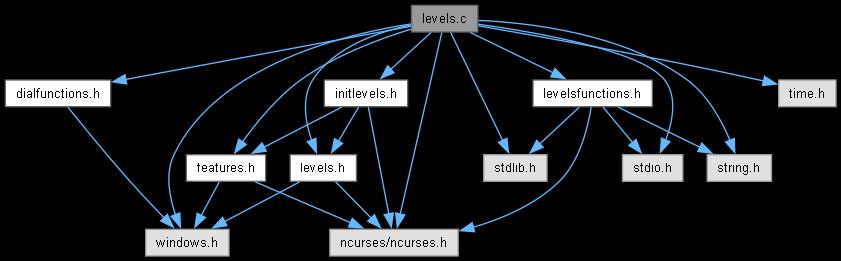 levels.c
dialfunctions.h
initlevels.h
levelsfunctions.h
time.h
features.h
levels.h
stdlib.h
stdio.h
string.h
windows.h
ncurses/ncurses.h